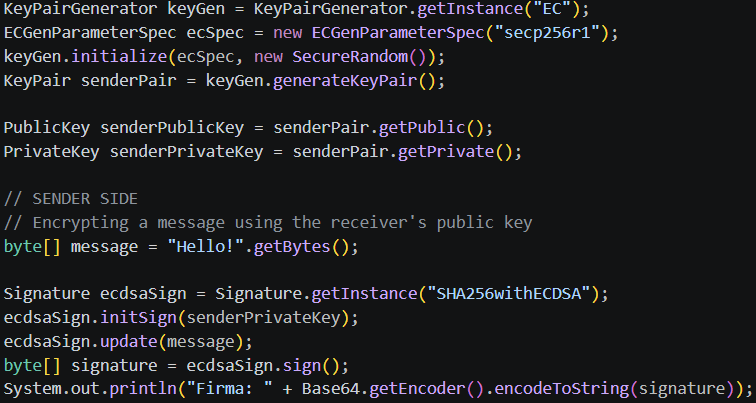 KeyPairGenerator keyGen = KeyPairGenerator.getInstance("EC");
ECGenParameterSpec ecSpec = new ECGenParameterSpec("secp256r1");
keyGen.initialize(ecSpec, new SecureRandom());
KeyPair senderPair = keyGen.generateKeyPair();
PublicKey senderPublicKey = senderPair.getPublic();
PrivateKey senderPrivateKey = senderPair.getPrivate();
// SENDER SIDE
// Encrypting a message using the receiver's public key
byte[] message = "Hello!".getBytes();
Signature ecdsaSign = Signature.getInstance("SHA256withECDSA");
ecdsaSign.initSign(senderPrivateKey);
ecdsaSign.update(message);
byte[] signature = ecdsaSign.sign();
System.out.println("Firma: " + Base64.getEncoder().encodeToString(signature));